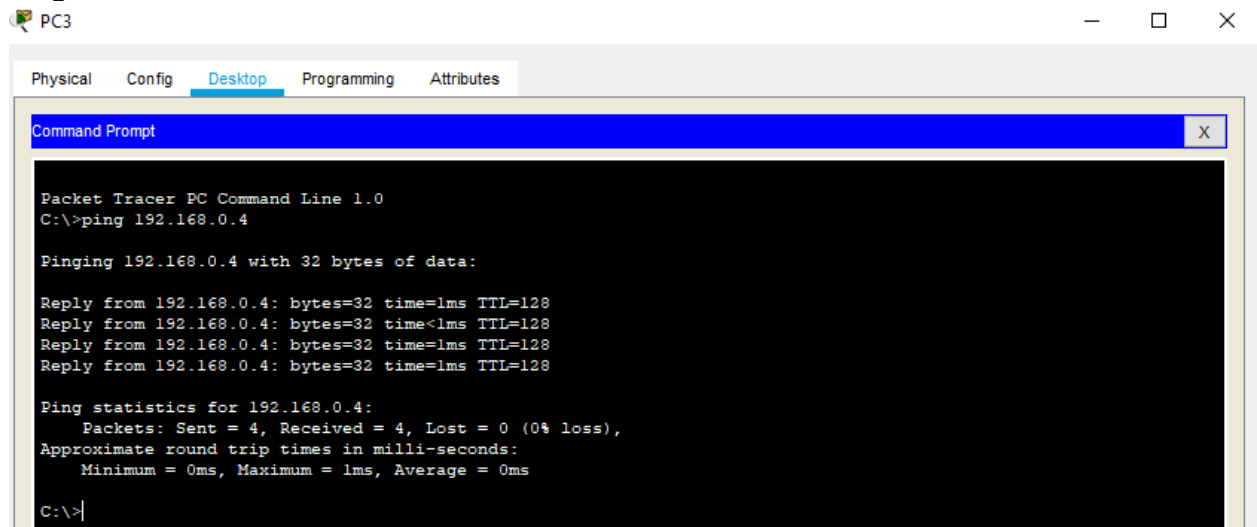 PC3
Physical Config Desktop Programming Attributes
Command Prompt X
Packet Tracer PC Command Line 1.0
C:\>ping 192.168.0.4
Pinging 192.168.0.4 with 32 bytes of data:
Reply from 192.168.0.4: bytes=32 time=1ms TTL=128
Reply from 192.168.0.4: bytes=32 time<1ms TTL=128
Reply from 192.168.0.4: bytes=32 time=1ms TTL=128
Reply from 192.168.0.4: bytes=32 time=1ms TTL=128
Ping statistics for 192.168.0.4:
Packets: Sent = 4, Received = 4, Lost = 0 (0% loss),
Approximate round trip times in milli-seconds:
Minimum = 0ms, Maximum = 1ms, Average = 0ms
C:\>